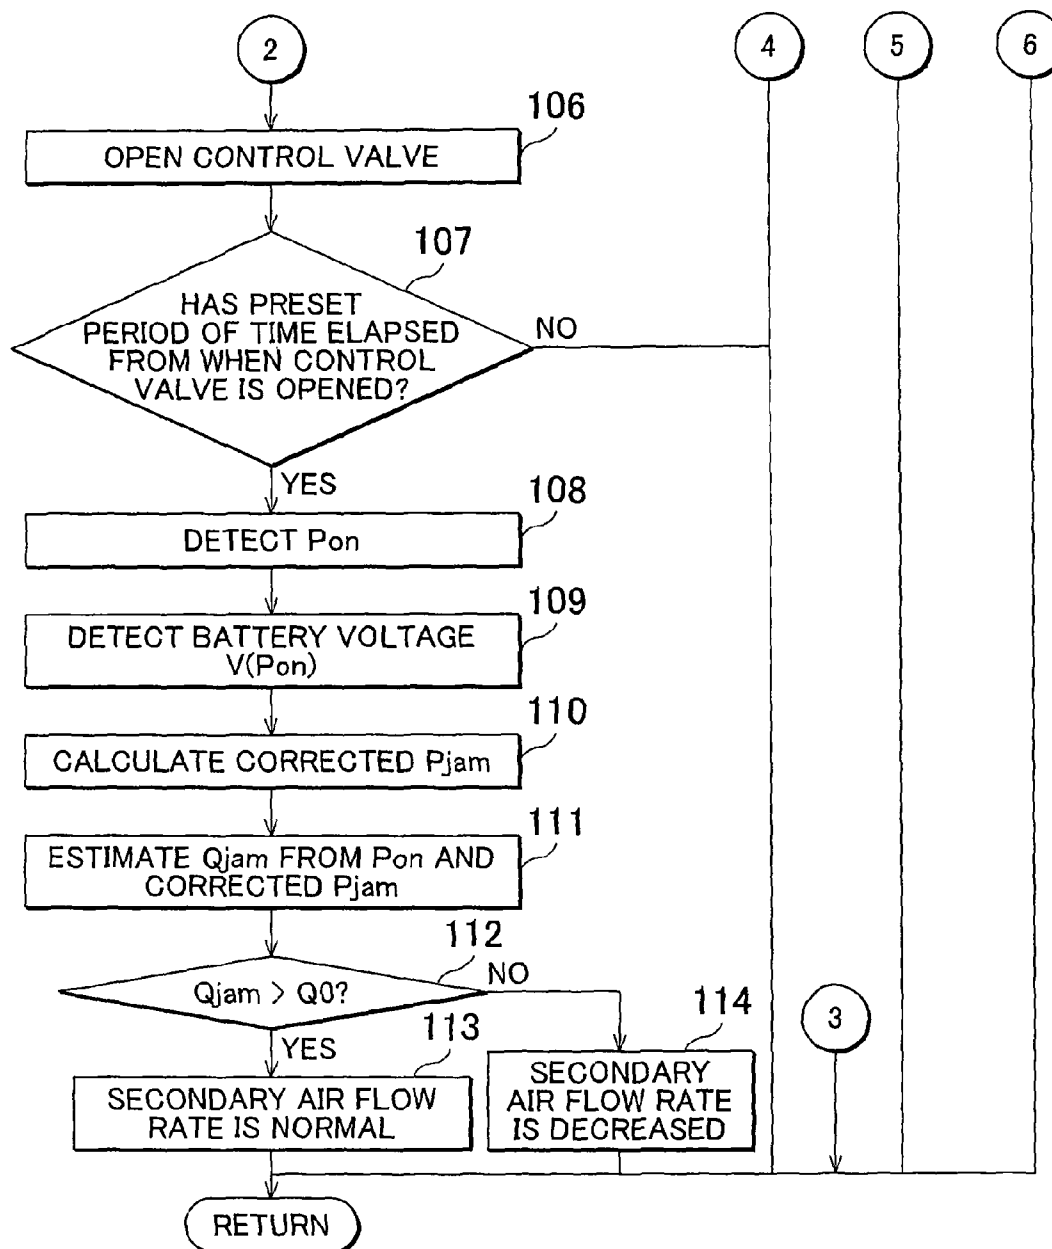 2
4
5
6
106
OPEN CONTROL VALVE
107
HAS PRESET
PERIOD OF TIME ELAPSED
FROM WHEN CONTROL
VALVE IS OPENED?
NO
YES
108
DETECT Pon
109
DETECT BATTERY VOLTAGE
V(Pon)
110
CALCULATE CORRECTED Pjam
111
ESTIMATE Qjam FROM Pon AND
CORRECTED Pjam
112
Qjam > Q0?
NO
YES
113
SECONDARY AIR FLOW
RATE IS NORMAL
114
SECONDARY
AIR FLOW RATE
IS DECREASED
3
RETURN